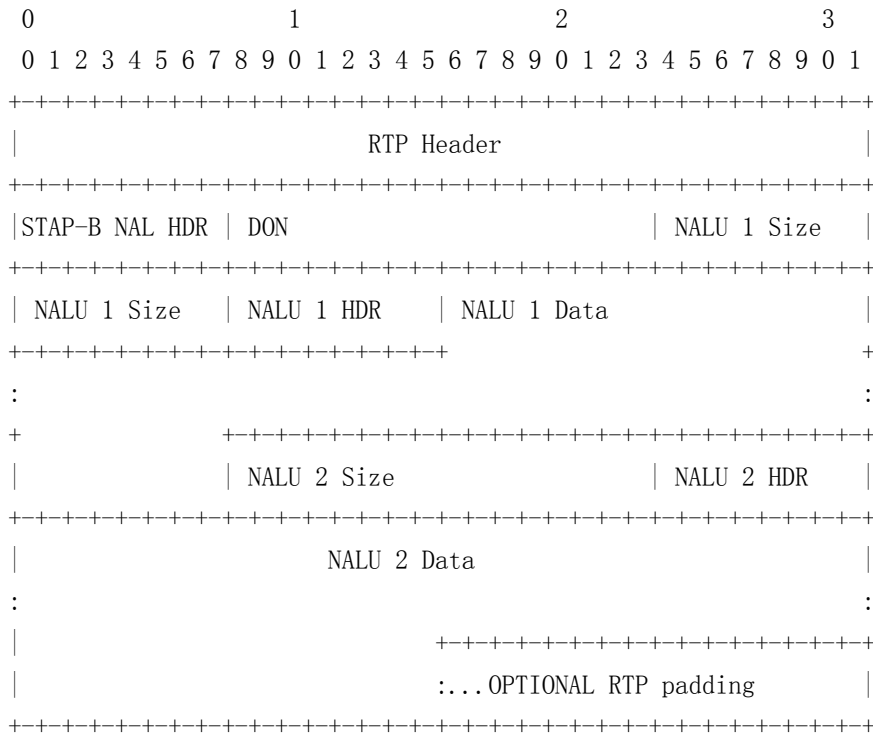 0                   1                   2                   3
0 1 2 3 4 5 6 7 8 9 0 1 2 3 4 5 6 7 8 9 0 1 2 3 4 5 6 7 8 9 0 1
+-+-+-+-+-+-+-+-+-+-+-+-+-+-+-+-+-+-+-+-+-+-+-+-+-+-+-+-+-+-+-+-+
|                          RTP Header                           |
+-+-+-+-+-+-+-+-+-+-+-+-+-+-+-+-+-+-+-+-+-+-+-+-+-+-+-+-+-+-+-+-+
|STAP-B NAL HDR | DON                           | NALU 1 Size   |
+-+-+-+-+-+-+-+-+-+-+-+-+-+-+-+-+-+-+-+-+-+-+-+-+-+-+-+-+-+-+-+-+
| NALU 1 Size   | NALU 1 HDR    | NALU 1 Data                   |
+-+-+-+-+-+-+-+-+-+-+-+-+-+-+-+-+                               +
:                                                               :
+               +-+-+-+-+-+-+-+-+-+-+-+-+-+-+-+-+-+-+-+-+-+-+-+-+
|               | NALU 2 Size                   | NALU 2 HDR    |
+-+-+-+-+-+-+-+-+-+-+-+-+-+-+-+-+-+-+-+-+-+-+-+-+-+-+-+-+-+-+-+-+
|                       NALU 2 Data                             |
:                                                               :
|                               +-+-+-+-+-+-+-+-+-+-+-+-+-+-+-+-+
|                               :...OPTIONAL RTP padding        |
+-+-+-+-+-+-+-+-+-+-+-+-+-+-+-+-+-+-+-+-+-+-+-+-+-+-+-+-+-+-+-+-+